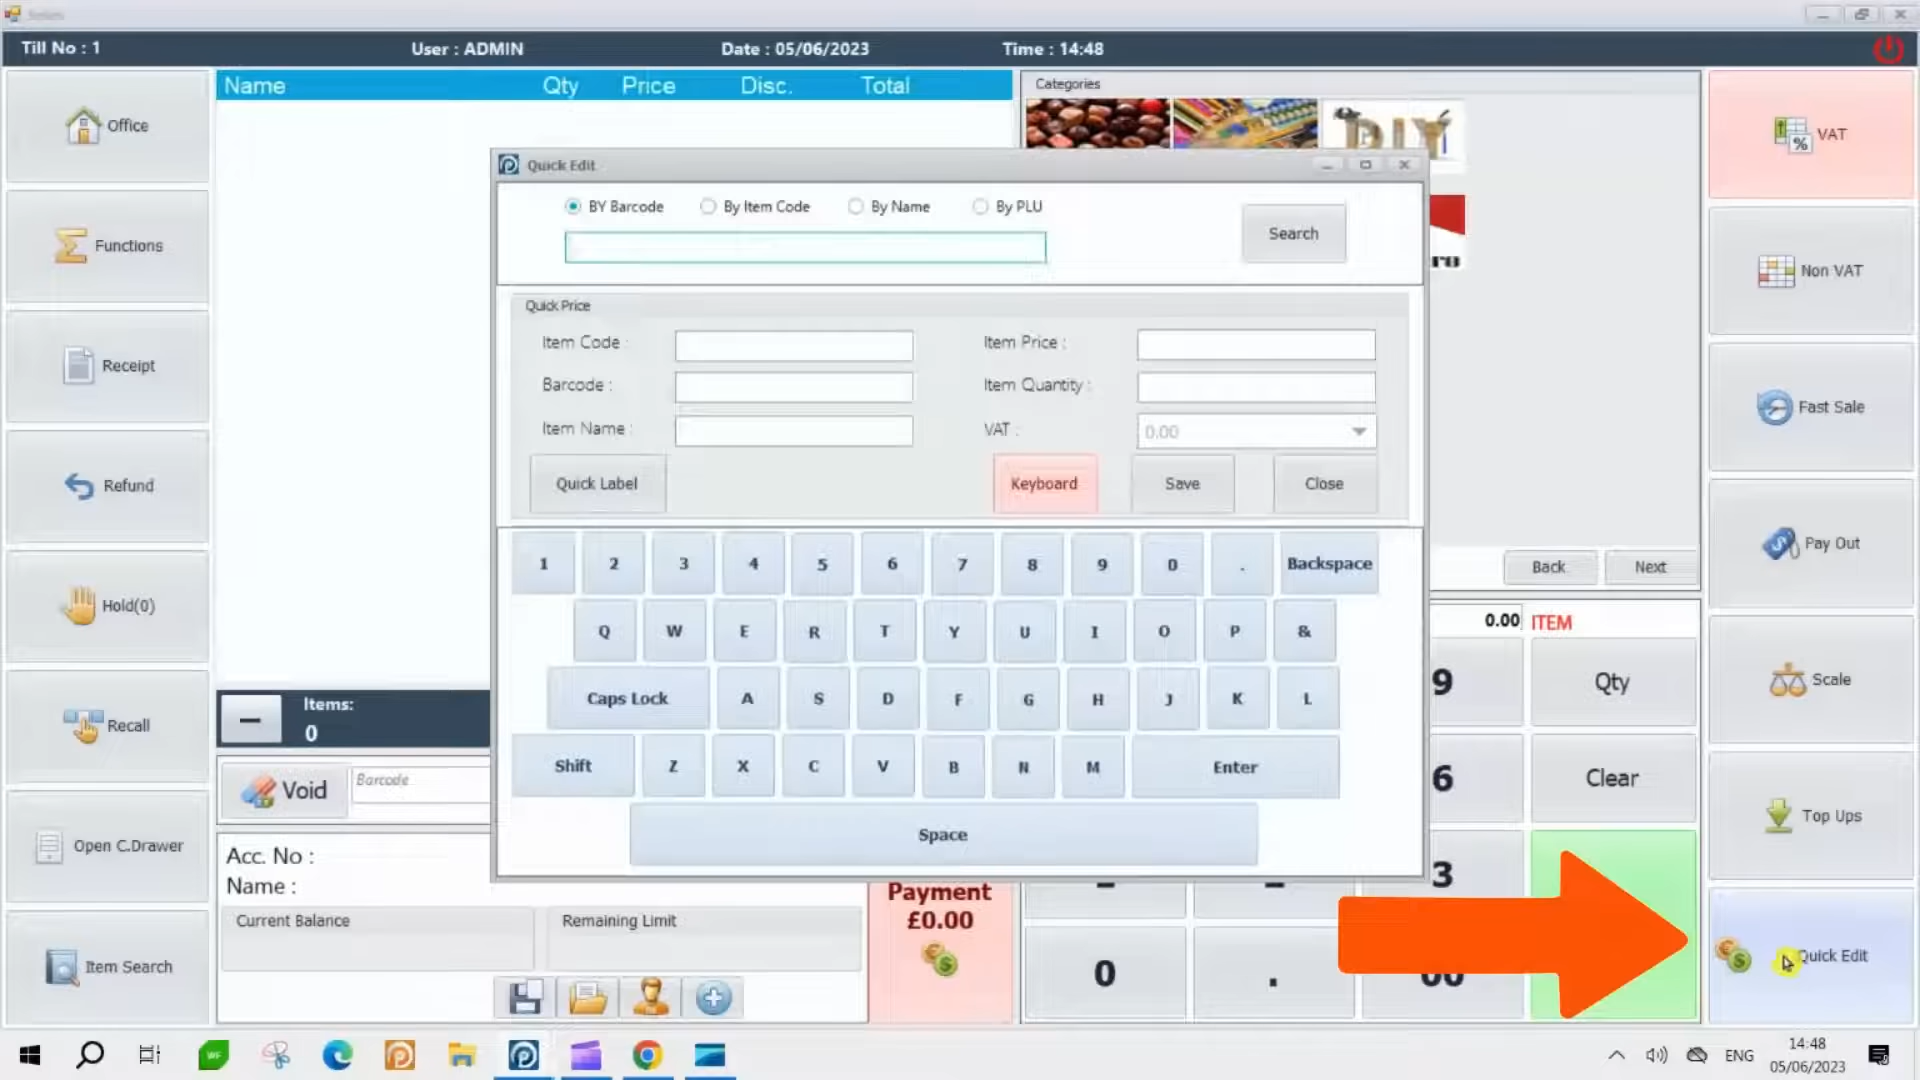 Till No : 1
User : ADMIN
Date : 05/06/2023
Time : 14:48
Office
Functions
Receipt
Refund
Hold(0)
Recall
Open C.Drawer
Item Search
Name Qty Price Disc. Total
Categories
DIY
Quick Edit
BY Barcode
By Item Code
By Name
By PLU
Search
Quick Price
Item Code :
Item Price :
Barcode :
Item Quantity :
Item Name :
VAT :
0.00
Quick Label
Keyboard
Save
Close
1 2 3 4 5 6 7 8 9 0 . Backspace
Q W E R T Y U I O P &
Caps Lock A S D F G H J K L
Shift Z X C V B N M Enter
Space
Items:
0
Void
Barcode
Acc. No :
Name :
Current Balance
Remaining Limit
Payment
£0.00
Back
Next
0.00
ITEM
9
Qty
6
Clear
3
0
.
00
VAT
Non VAT
Fast Sale
Pay Out
Scale
Top Ups
Quick Edit
ENG
14:48
05/06/2023